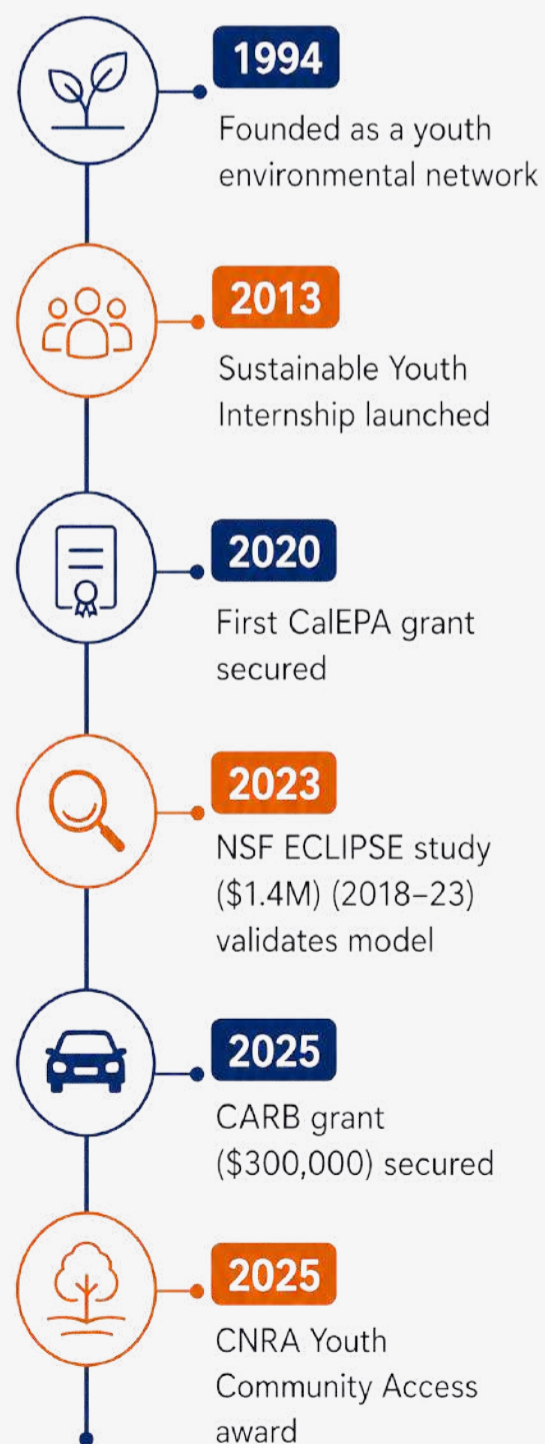 1994
Founded as a youth
environmental network
2013
Sustainable Youth
Internship launched
2020
First CalEPA grant
secured
2023
NSF ECLIPSE study
($1.4M) (2018–23)
validates model
2025
CARB grant
($300,000) secured
2025
CNRA Youth
Community Access
award